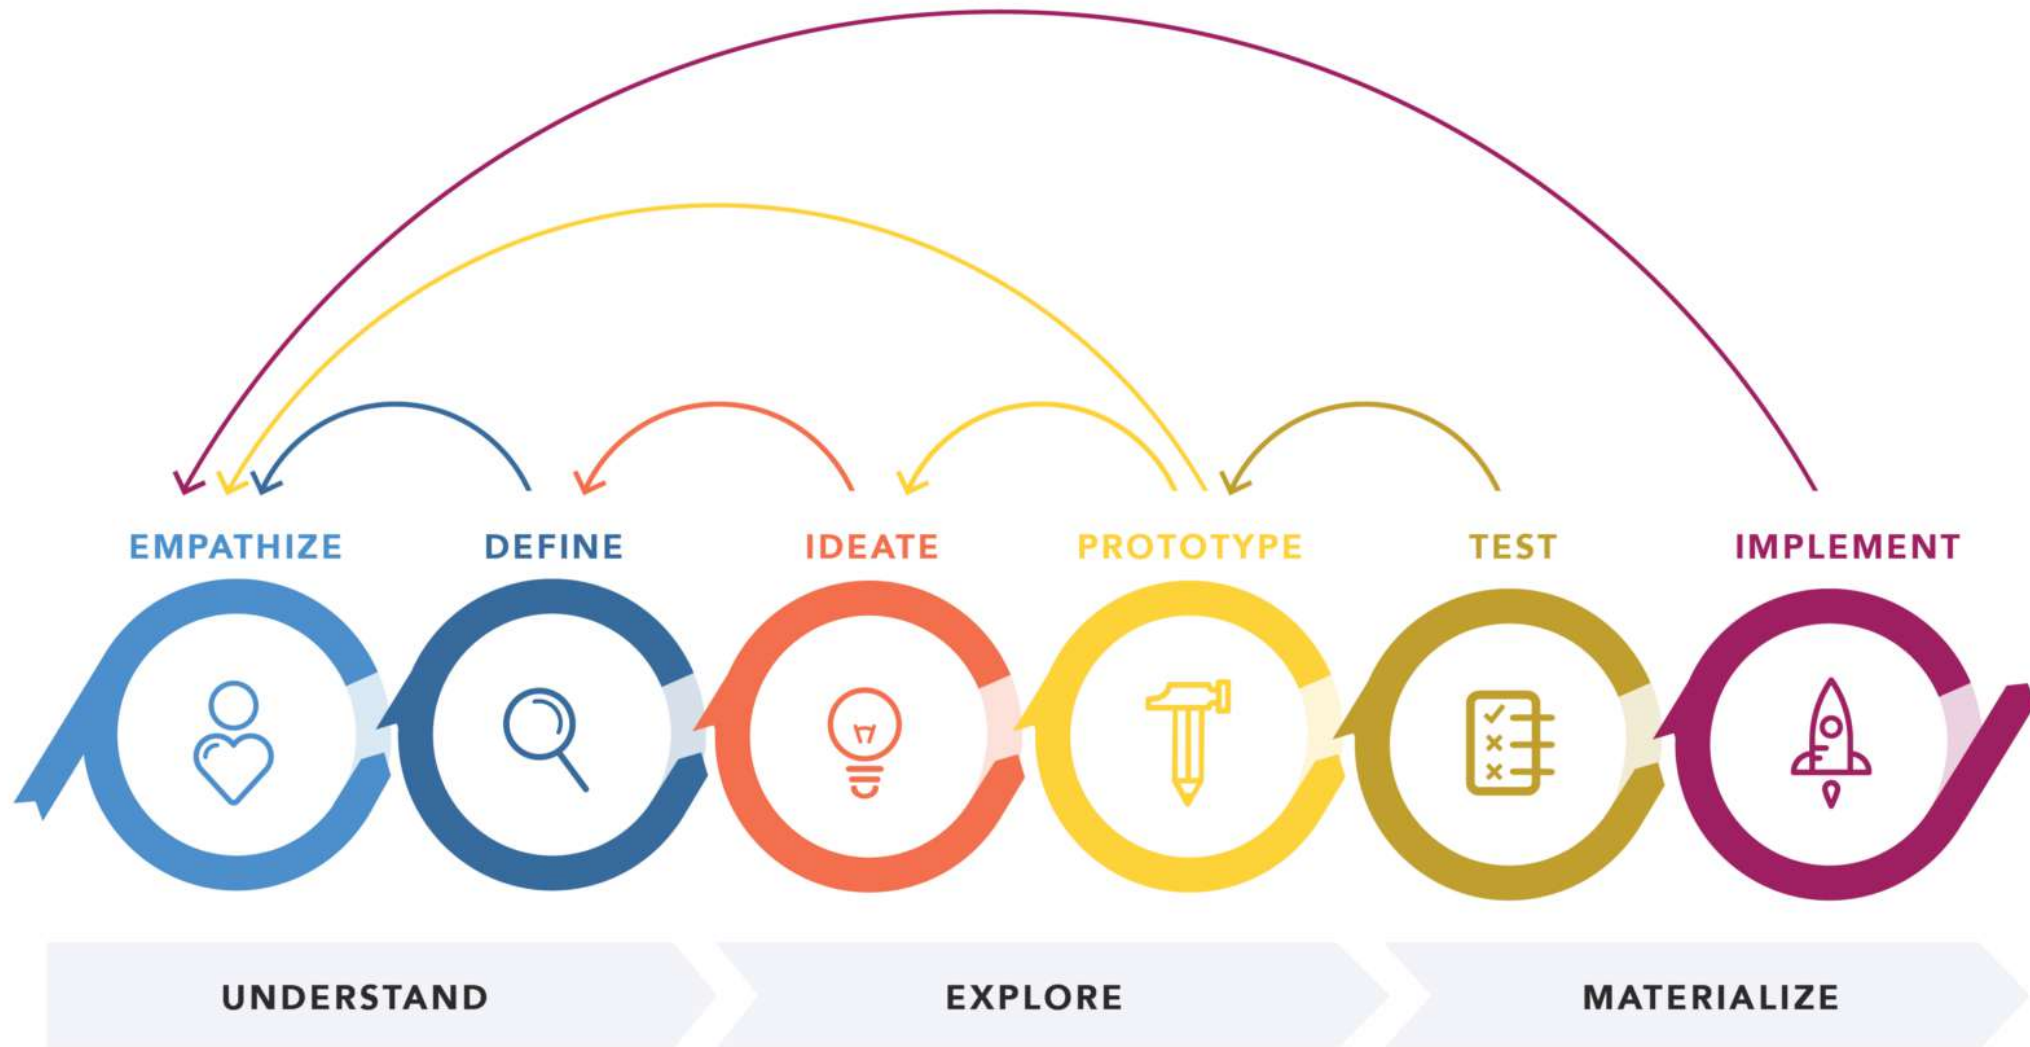 EMPATHIZE
DEFINE
IDEATE
PROTOTYPE
TEST
IMPLEMENT
UNDERSTAND
EXPLORE
MATERIALIZE